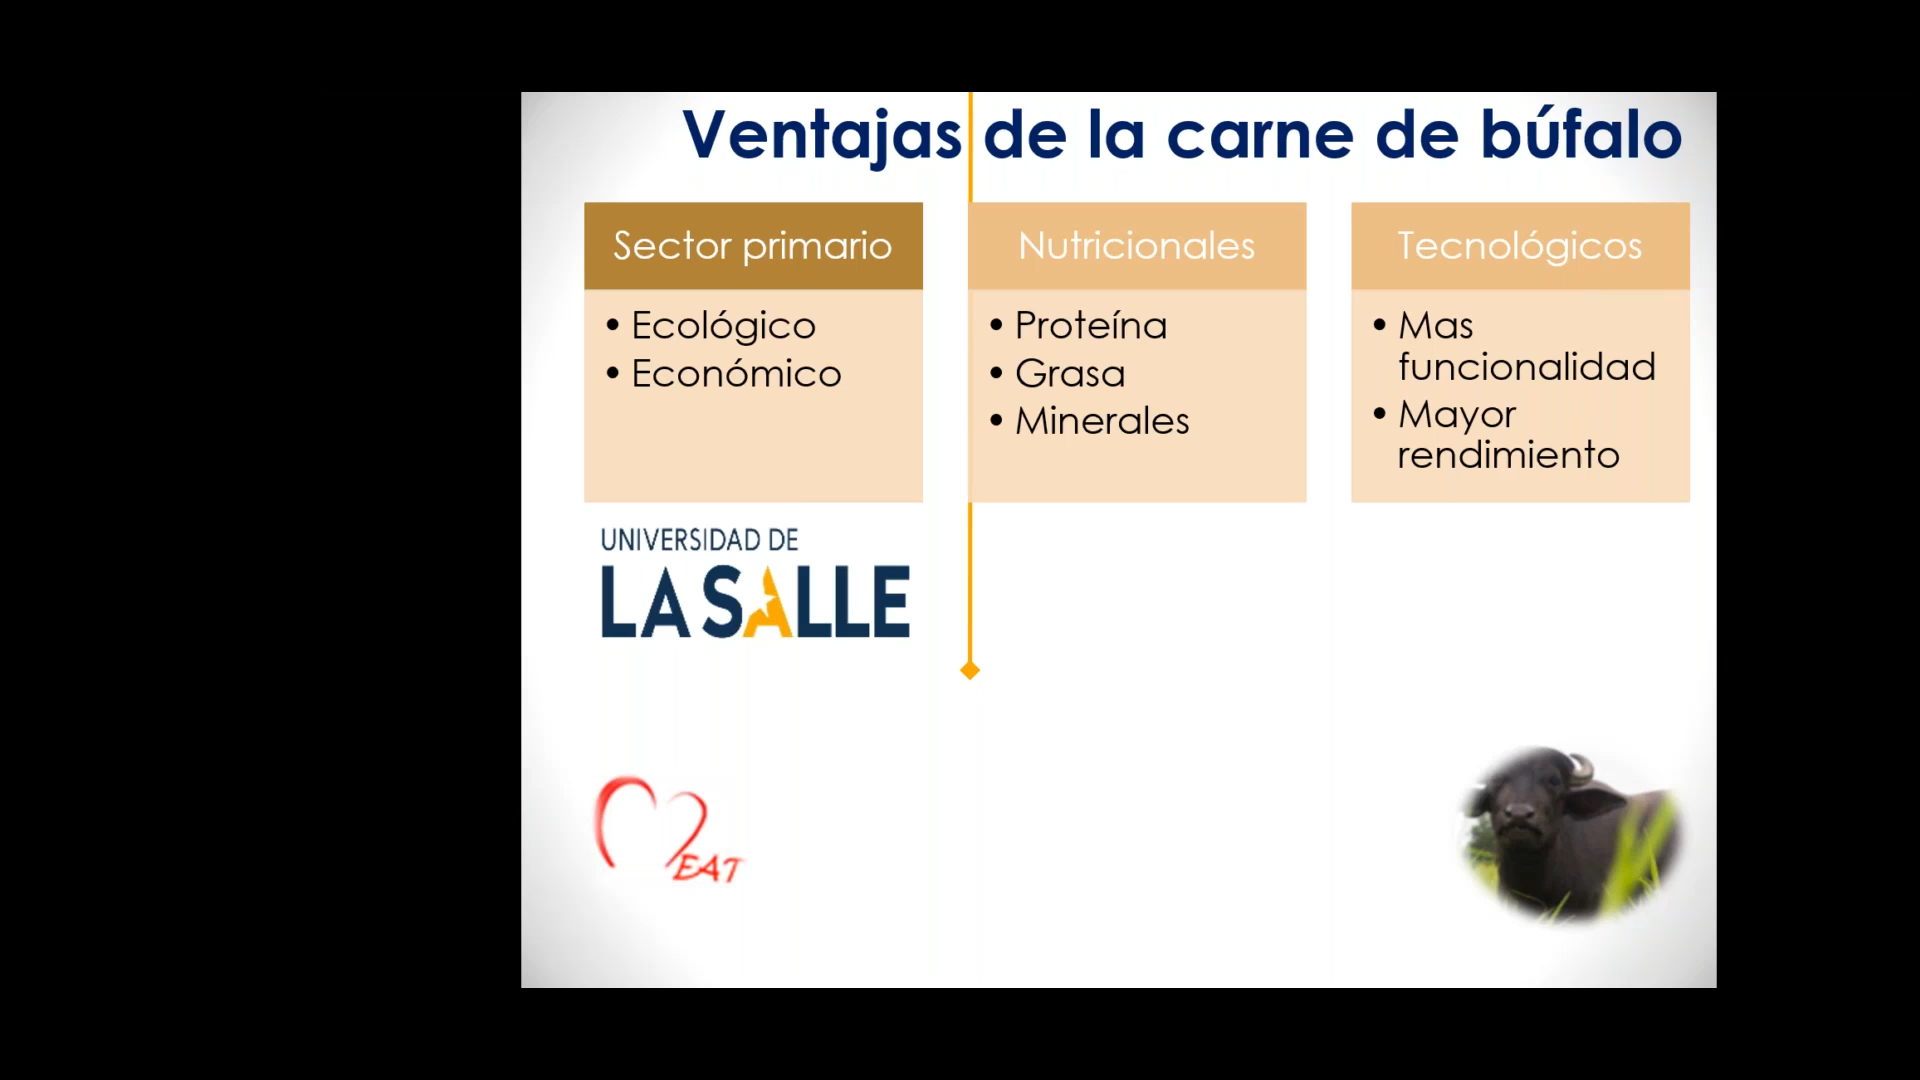 Ventajas de la carne de búfalo
Sector primario
• Ecológico
• Económico
Nutricionales
• Proteína
• Grasa
• Minerales
Tecnológicos
• Mas
funcionalidad
• Mayor
rendimiento
UNIVERSIDAD DE
LA SALLE
MEAT